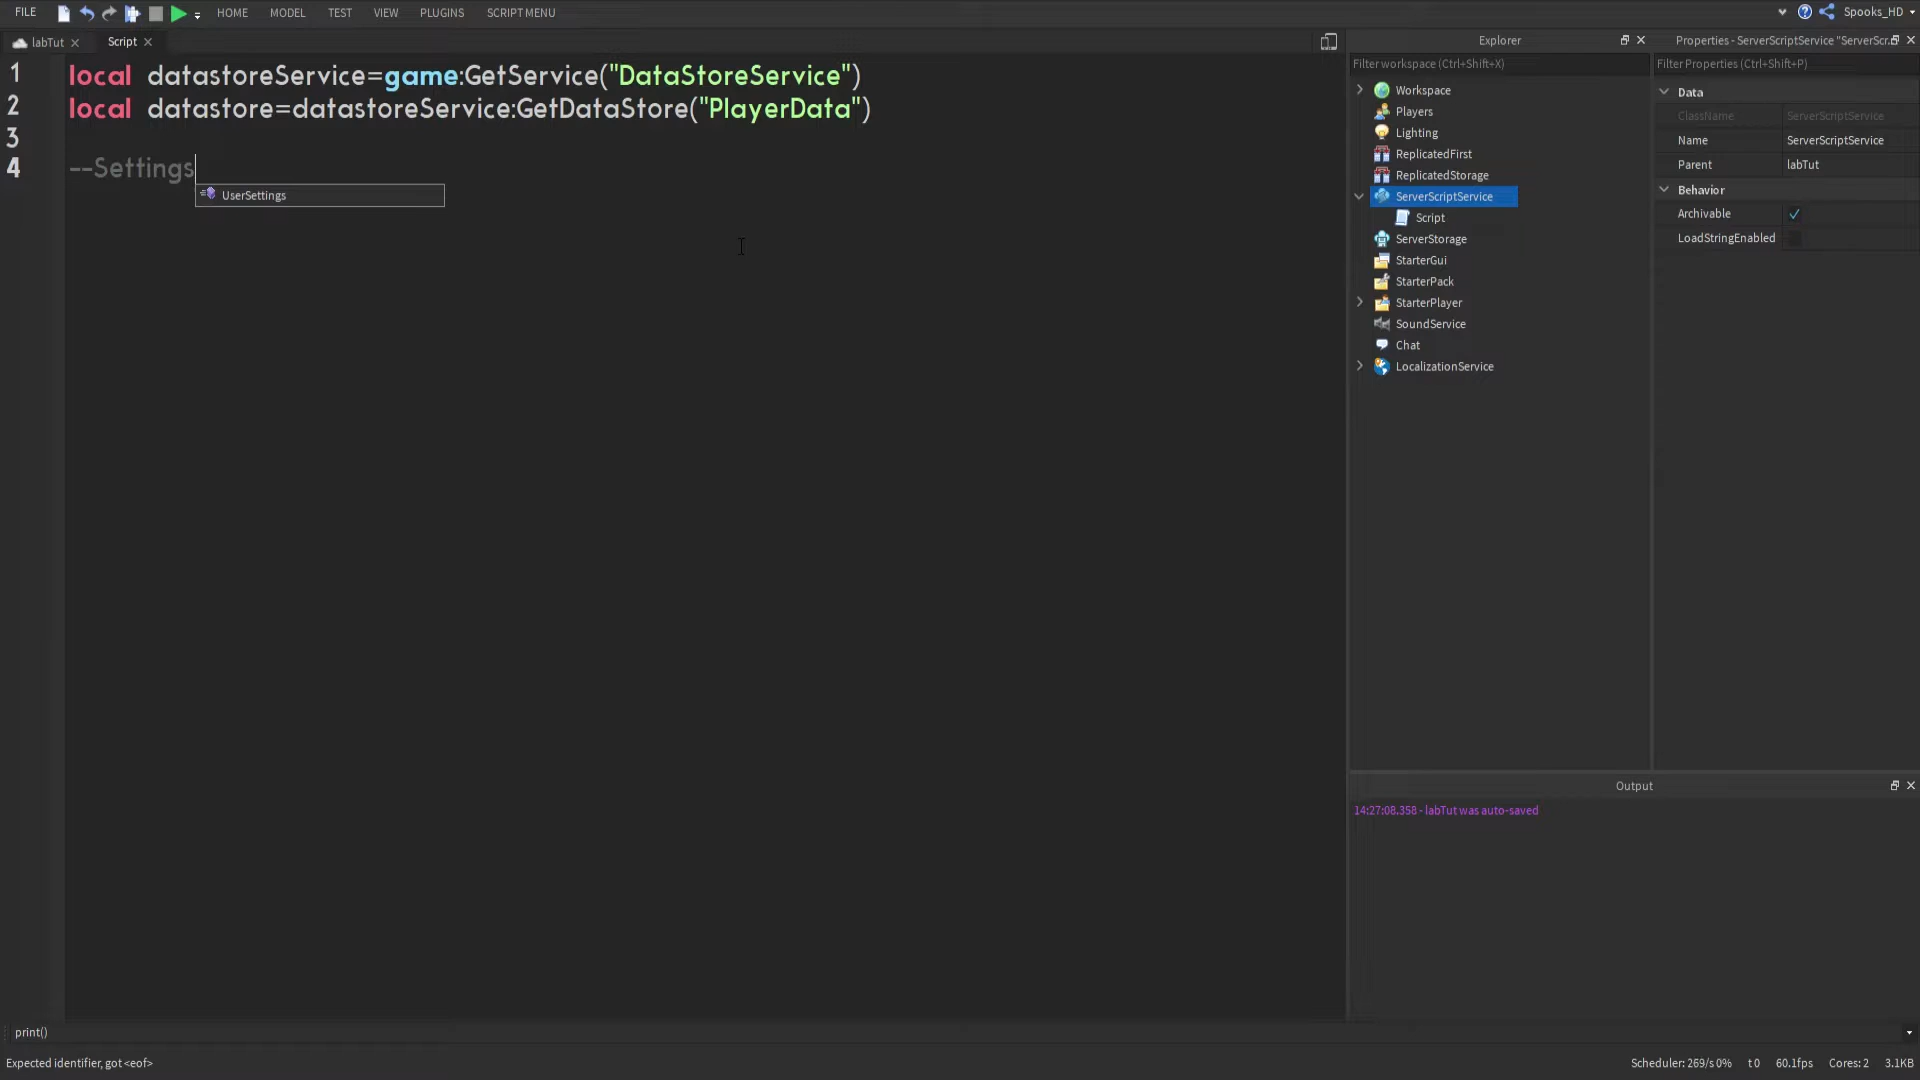 FILE HOME MODEL TEST VIEW PLUGINS SCRIPT MENU Spooks_HD
labTut Script
1 local datastoreService=game:GetService("DataStoreService")
2 local datastore=datastoreService:GetDataStore("PlayerData")
3
4 --Settings
UserSettings
Explorer
Filter workspace (Ctrl+Shift+X)
Workspace
Players
Lighting
ReplicatedFirst
ReplicatedStorage
ServerScriptService
Script
ServerStorage
StarterGui
StarterPack
StarterPlayer
SoundService
Chat
LocalizationService
Properties - ServerScriptService "ServerScr...
Filter Properties (Ctrl+Shift+P)
Data
ClassName ServerScriptService
Name ServerScriptService
Parent labTut
Behavior
Archivable
LoadStringEnabled
Output
14:27:08.358 - labTut was auto-saved
print()
Expected identifier, got <eof>
Scheduler: 269/s 0% t 0 60.1fps Cores: 2 3.1KB